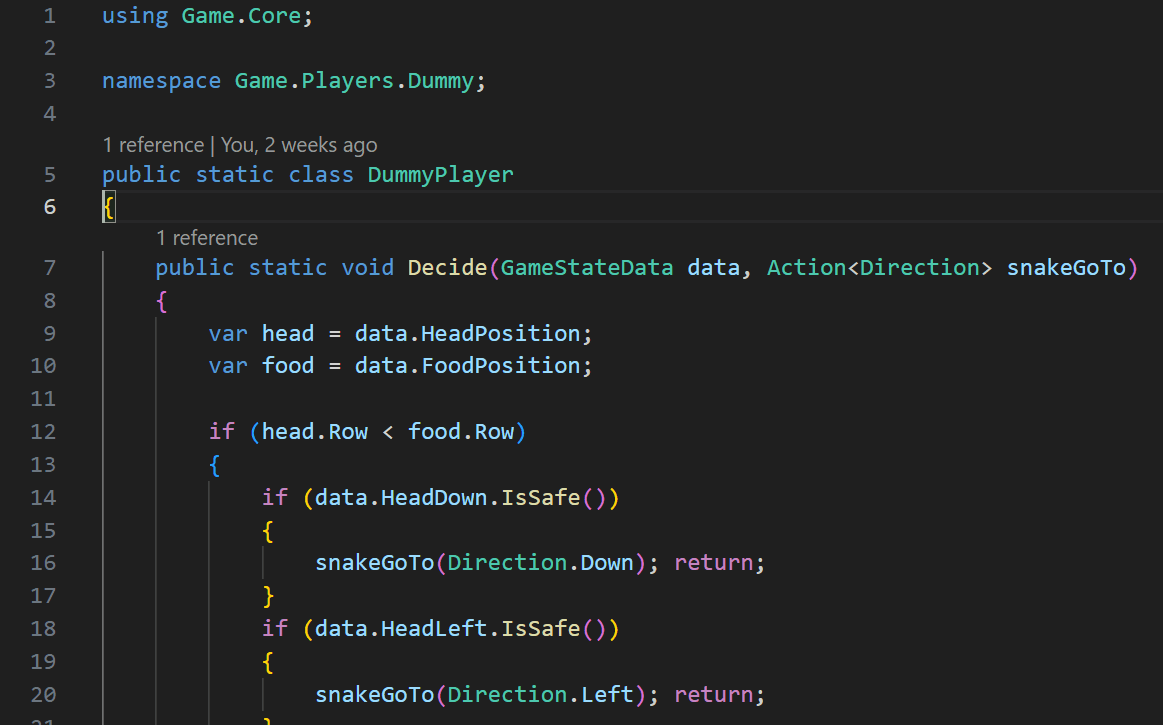 1 using Game.Core;
2
3 namespace Game.Players.Dummy;
4
1 reference | You, 2 weeks ago
5 public static class DummyPlayer
6 {
1 reference
7 public static void Decide(GameStateData data, Action<Direction> snakeGoTo)
8 {
9 var head = data.HeadPosition;
10 var food = data.FoodPosition;
11
12 if (head.Row < food.Row)
13 {
14 if (data.HeadDown.IsSafe())
15 {
16 snakeGoTo(Direction.Down); return;
17 }
18 if (data.HeadLeft.IsSafe())
19 {
20 snakeGoTo(Direction.Left); return;
21 }